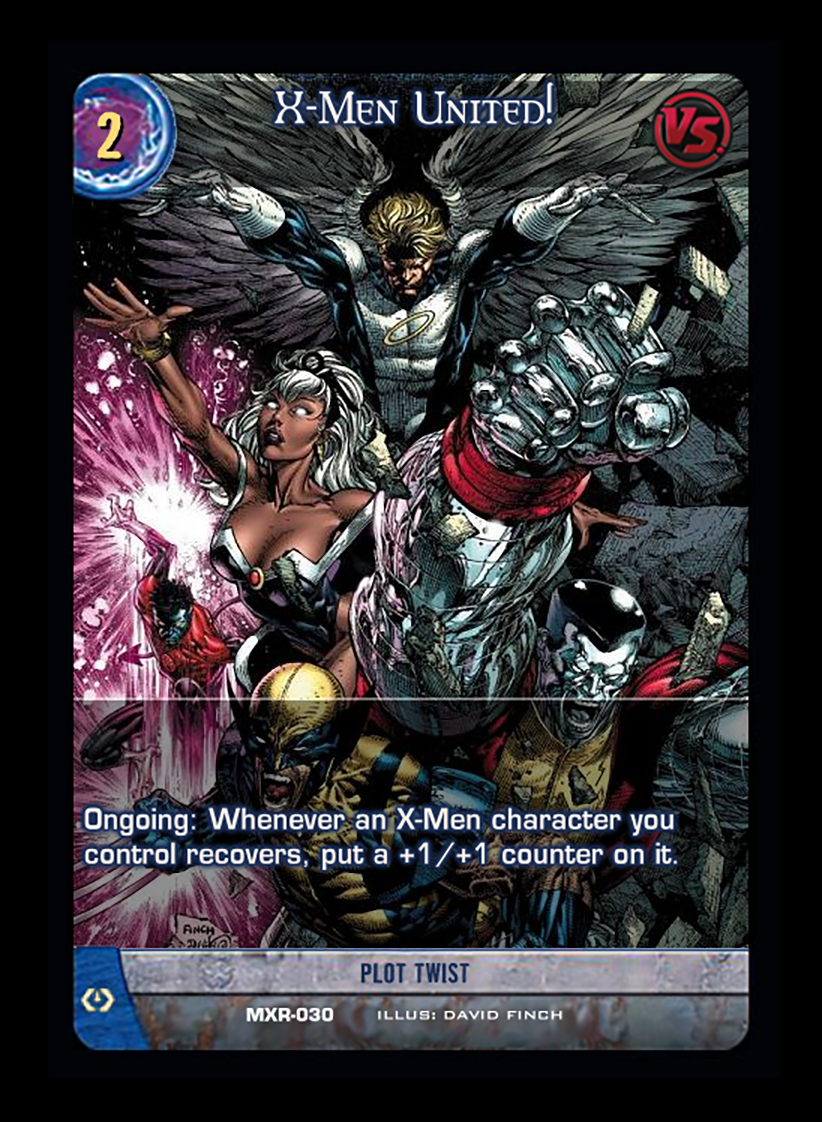 2
X-Men United!
VS.
Ongoing: Whenever an X-Men character you
control recovers, put a +1/+1 counter on it.
FINCH
PLOT TWIST
MXR-030 ILLUS: DAVID FINCH